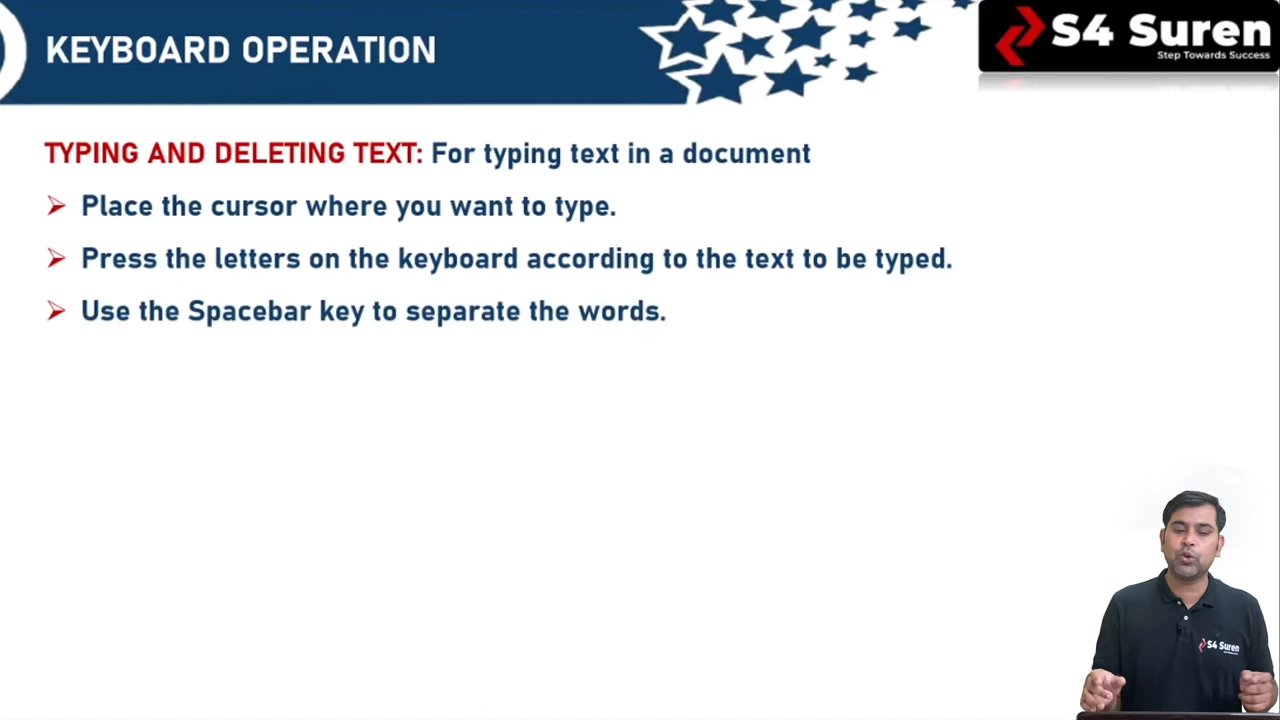 KEYBOARD OPERATION
S4 Suren
Step Towards Success
TYPING AND DELETING TEXT: For typing text in a document
Place the cursor where you want to type.
Press the letters on the keyboard according to the text to be typed.
Use the Spacebar key to separate the words.
S4 Suren